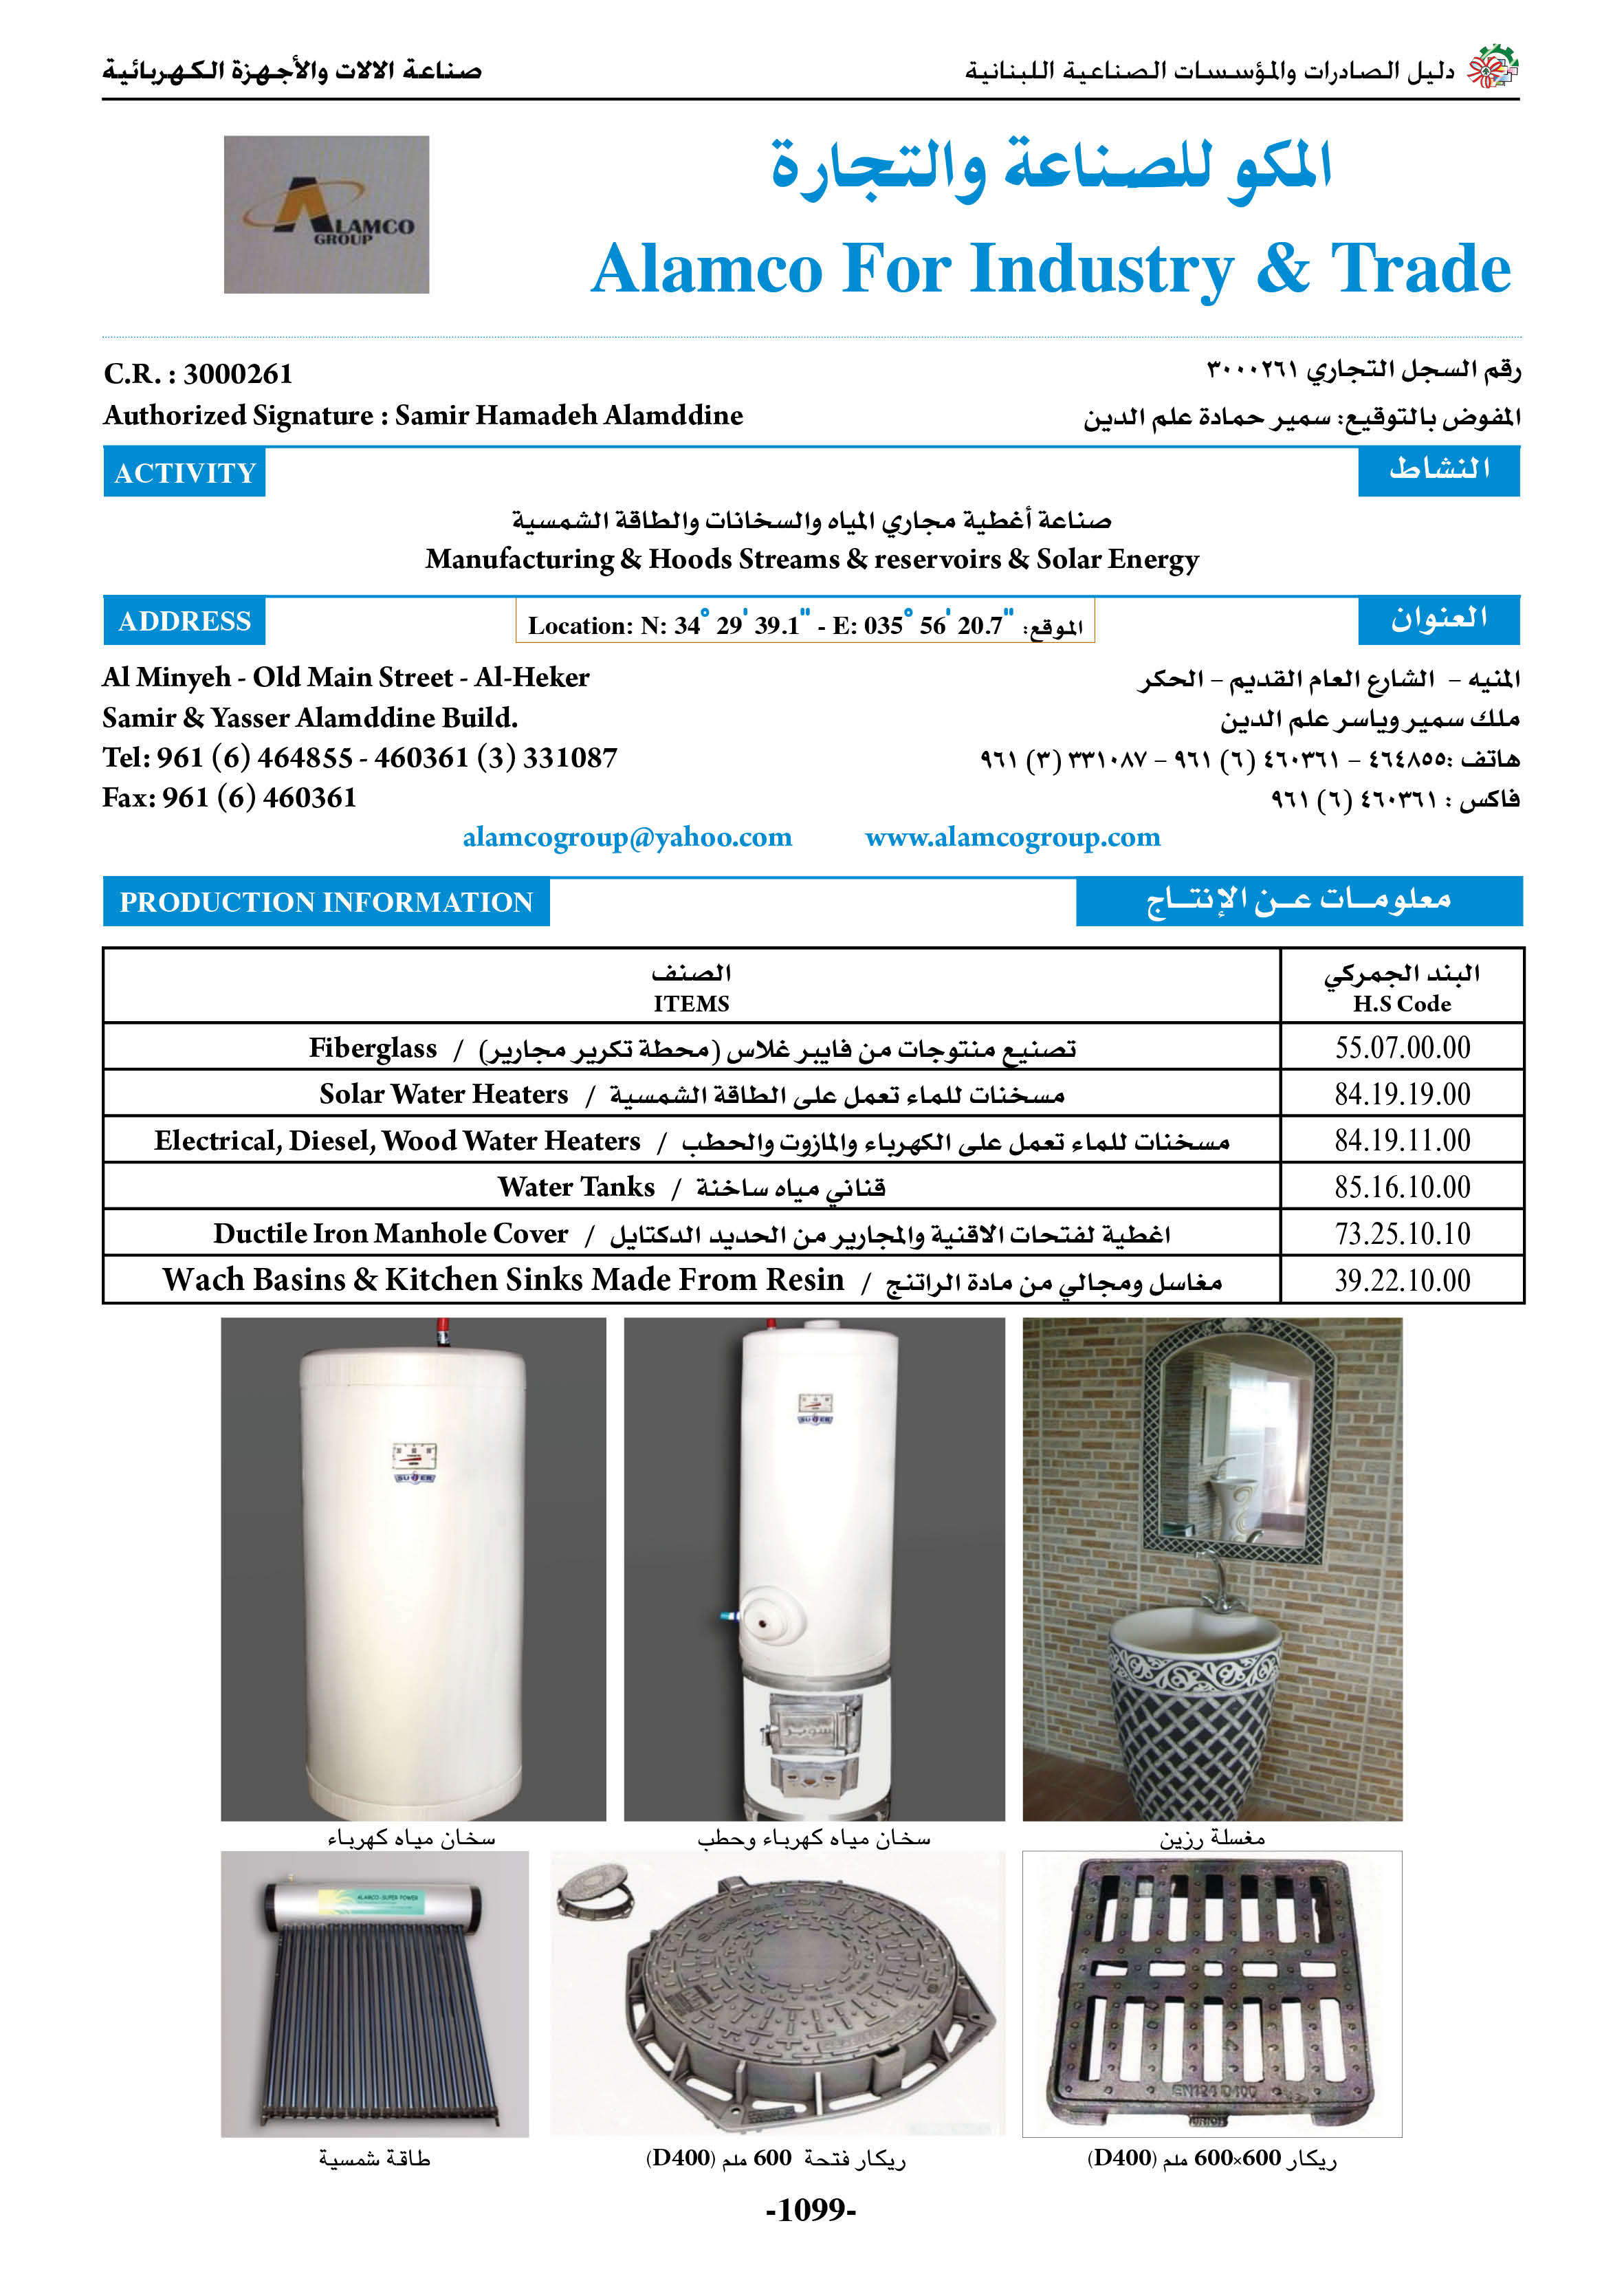 دليل الصادرات والمؤسسات الصناعية اللبنانية
صناعة الالات والأجهزة الكهربائية
ALAMCO
GROUP
المكو للصناعة والتجارة
Alamco For Industry & Trade
C.R. : 3000261
رقم السجل التجاري ٣٠٠٠٢٦١
Authorized Signature : Samir Hamadeh Alamddine
المفوض بالتوقيع: سمير حمادة علم الدين
ACTIVITY
النشاط
صناعة أغطية مجاري المياه والسخانات والطاقة الشمسية
Manufacturing & Hoods Streams & reservoirs & Solar Energy
ADDRESS
Location: N: 34° 29' 39.1" - E: 035° 56' 20.7" :الموقع
العنوان
Al Minyeh - Old Main Street - Al-Heker
المنيه – الشارع العام القديم – الحكر
Samir & Yasser Alamddine Build.
ملك سمير وياسر علم الدين
Tel: 961 (6) 464855 - 460361 (3) 331087
هاتف :٤٦٤٨٥٥ – ٤٦٠٣٦١ (٦) ٩٦١ – ٣٣١٠٨٧ (٣) ٩٦١
Fax: 961 (6) 460361
فاكس : ٤٦٠٣٦١ (٦) ٩٦١
alamcogroup@yahoo.com www.alamcogroup.com
PRODUCTION INFORMATION
معلومــات عــن الإنتــاج
الصنف
ITEMS
البند الجمركي
H.S Code
Fiberglass / تصنيع منتوجات من فايبر غلاس (محطة تكرير مجارير)
55.07.00.00
Solar Water Heaters / مسخنات للماء تعمل على الطاقة الشمسية
84.19.19.00
Electrical, Diesel, Wood Water Heaters / مسخنات للماء تعمل على الكهرباء والمازوت والحطب
84.19.11.00
Water Tanks / قناني مياه ساخنة
85.16.10.00
Ductile Iron Manhole Cover / اغطية لفتحات الاقنية والمجارير من الحديد الدكتايل
73.25.10.10
Wach Basins & Kitchen Sinks Made From Resin / مغاسل ومجالي من مادة الراتنج
39.22.10.00
SUPER
SUPER
سوبر
سخان مياه كهرباء
سخان مياه كهرباء وحطب
مغسلة رزين
ALAMCO-SUPER POWER
EN124 D400
طاقة شمسية
ريكار فتحة 600 ملم (D400)
ريكار 600×600 ملم (D400)
-1099-